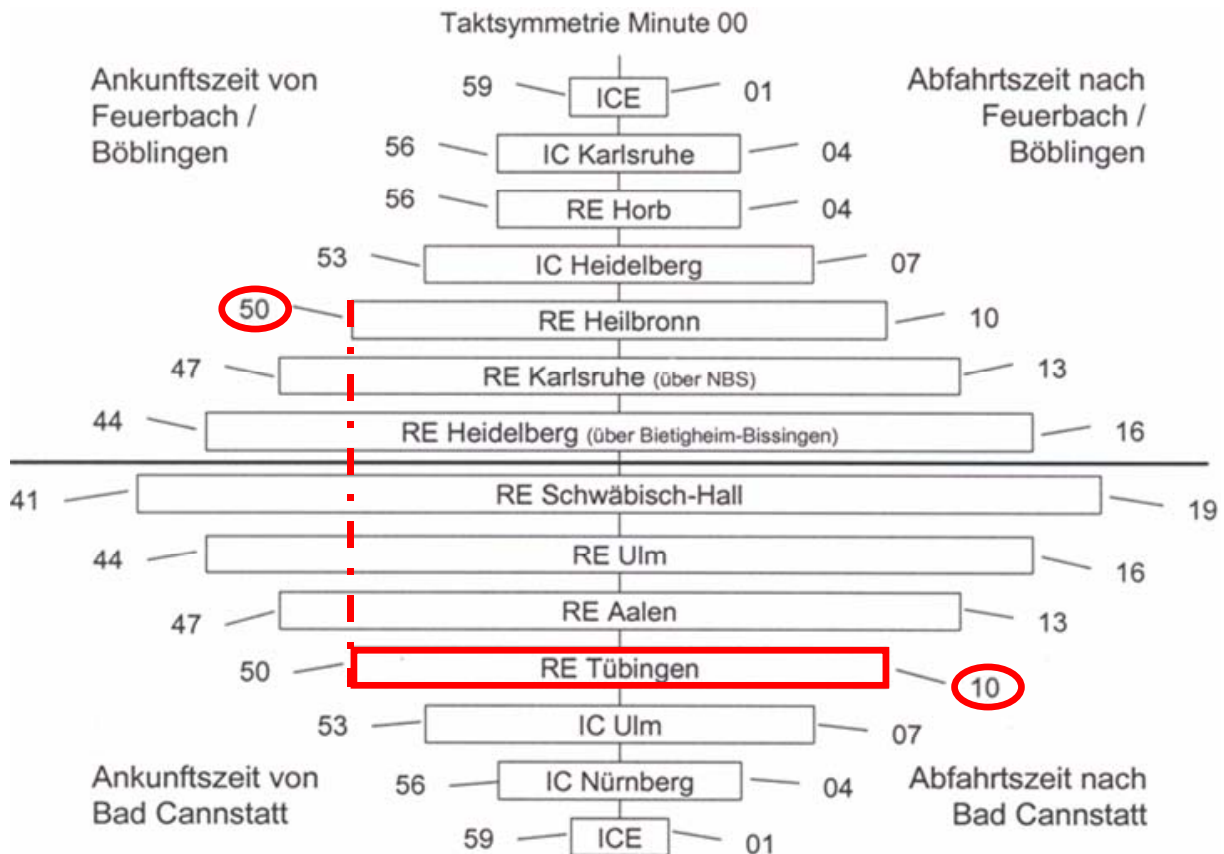 Taktsymmetrie Minute 00
Ankunftszeit von
Feuerbach /
Böblingen
Abfahrtszeit nach
Feuerbach /
Böblingen
59 ICE 01
56 IC Karlsruhe 04
56 RE Horb 04
53 IC Heidelberg 07
50 RE Heilbronn 10
47 RE Karlsruhe (über NBS) 13
44 RE Heidelberg (über Bietigheim-Bissingen) 16
41 RE Schwäbisch-Hall 19
44 RE Ulm 16
47 RE Aalen 13
50 RE Tübingen 10
53 IC Ulm 07
56 IC Nürnberg 04
59 ICE 01
Ankunftszeit von
Bad Cannstatt
Abfahrtszeit nach
Bad Cannstatt